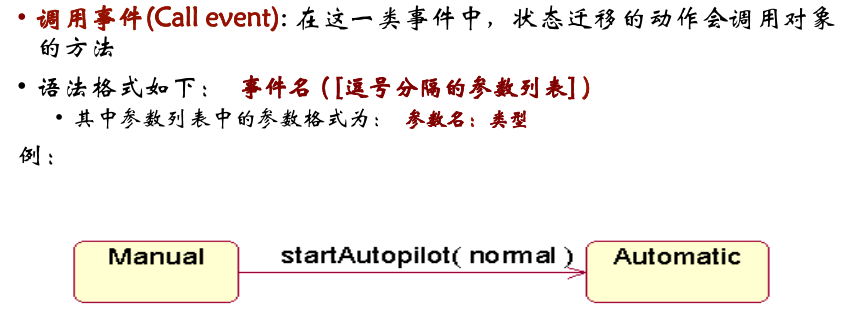 • 调用事件(Call event): 在这一类事件中，状态迁移的动作会调用对象
的方法
• 语法格式如下： 事件名 ( [逗号分隔的参数列表] )
• 其中参数列表中的参数格式为： 参数名：类型
例：
Manual startAutopilot( normal ) Automatic